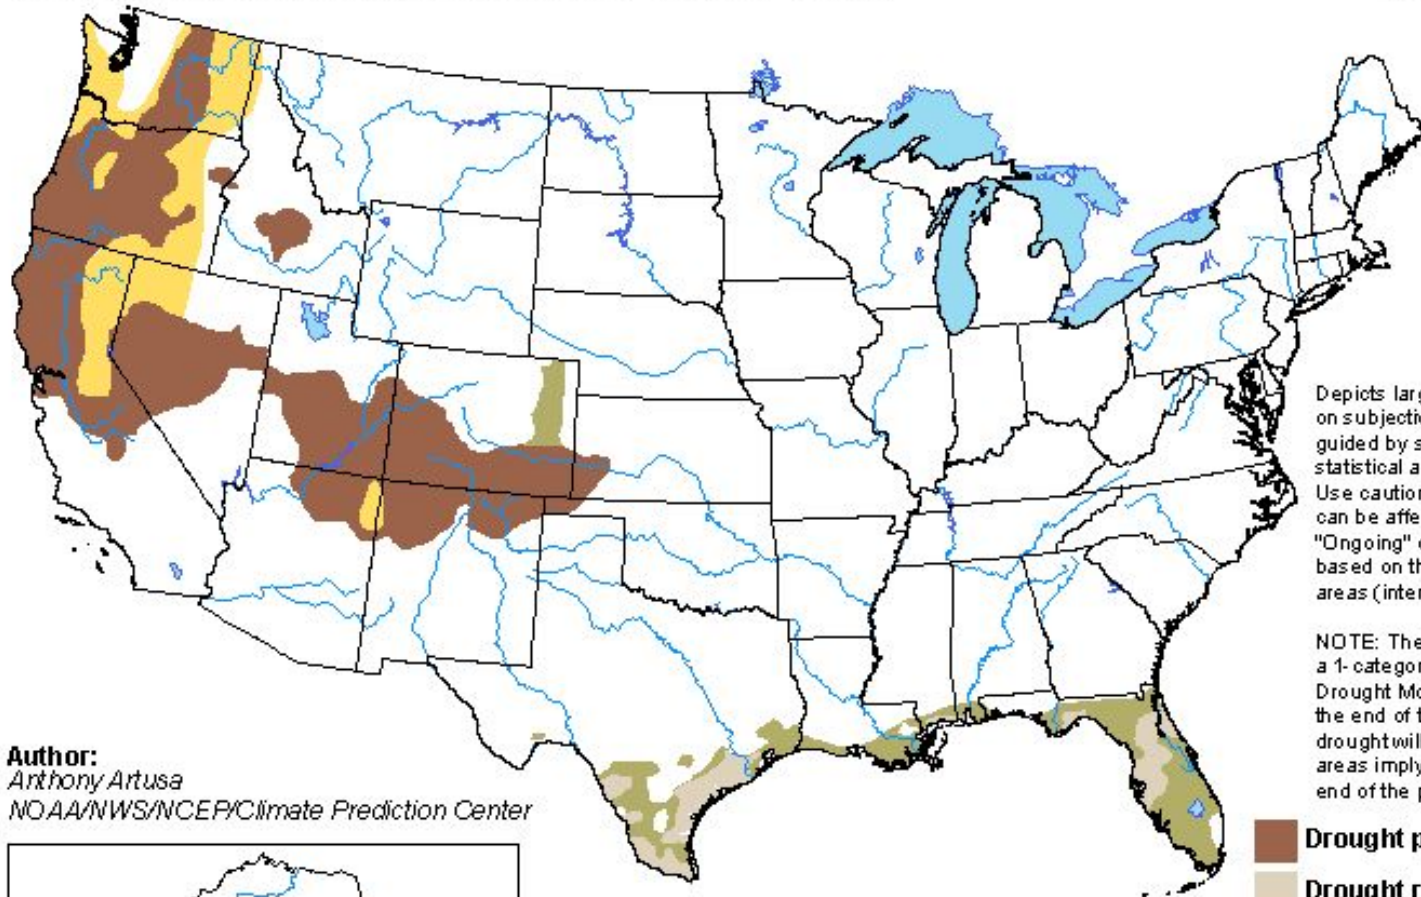 Depicts larg
on subjecti
guided by s
statistical a
Use caution
can be affe
"Ongoing"
based on th
areas (inter
NOTE: The
a 1- categor
Drought Mo
the end of t
drought will
areas imply
end of the p
Author:
Anthony Artusa
NOAA/NWS/NCEP/Climate Prediction Center
Drought p
Drought